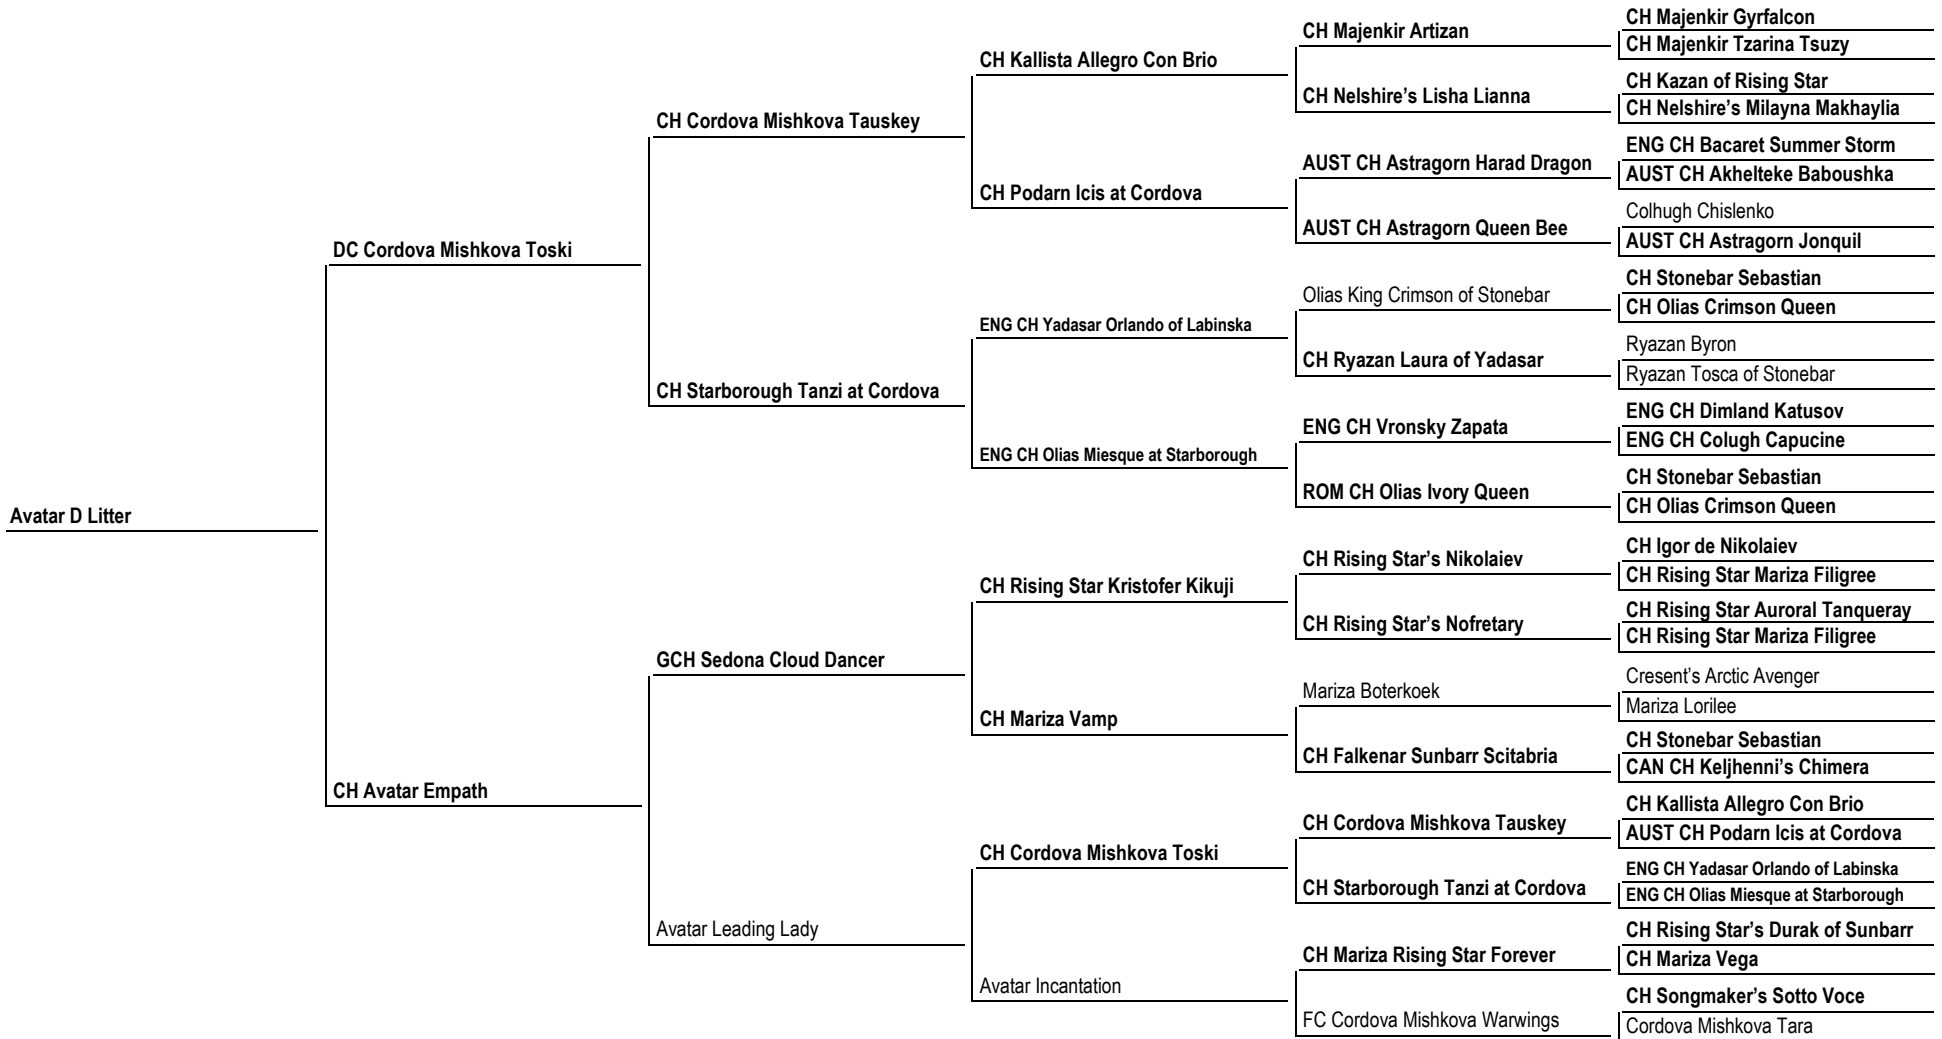 CH Majenkir Gyrfalcon
CH Majenkir Artizan
CH Majenkir Tzarina Tsuzy
CH Kallista Allegro Con Brio
CH Kazan of Rising Star
CH Nelshire's Lisha Lianna
CH Nelshire's Milayna Makhaylia
CH Cordova Mishkova Tauskey
ENG CH Bacaret Summer Storm
AUST CH Astragorn Harad Dragon
AUST CH Akhelteke Baboushka
CH Podarn Icis at Cordova
Colhugh Chislenko
AUST CH Astragorn Queen Bee
AUST CH Astragorn Jonquil
DC Cordova Mishkova Toski
CH Stonebar Sebastian
Olias King Crimson of Stonebar
CH Olias Crimson Queen
ENG CH Yadasar Orlando of Labinska
Ryazan Byron
CH Ryazan Laura of Yadasar
Ryazan Tosca of Stonebar
CH Starborough Tanzi at Cordova
ENG CH Dimland Katusov
ENG CH Vronsky Zapata
ENG CH Colugh Capucine
ENG CH Olias Miesque at Starborough
CH Stonebar Sebastian
ROM CH Olias Ivory Queen
CH Olias Crimson Queen
Avatar D Litter
CH Igor de Nikolaiev
CH Rising Star's Nikolaiev
CH Rising Star Mariza Filigree
CH Rising Star Kristofer Kikuji
CH Rising Star Auroral Tanqueray
CH Rising Star's Nofretary
CH Rising Star Mariza Filigree
GCH Sedona Cloud Dancer
Cresent's Arctic Avenger
Mariza Boterkoek
Mariza Lorilee
CH Mariza Vamp
CH Stonebar Sebastian
CH Falkenar Sunbarr Scitabria
CAN CH Keljhenni's Chimera
CH Avatar Empath
CH Kallista Allegro Con Brio
CH Cordova Mishkova Tauskey
AUST CH Podarn Icis at Cordova
CH Cordova Mishkova Toski
ENG CH Yadasar Orlando of Labinska
CH Starborough Tanzi at Cordova
ENG CH Olias Miesque at Starborough
Avatar Leading Lady
CH Rising Star's Durak of Sunbarr
CH Mariza Rising Star Forever
CH Mariza Vega
Avatar Incantation
CH Songmaker's Sotto Voce
FC Cordova Mishkova Warwings
Cordova Mishkova Tara